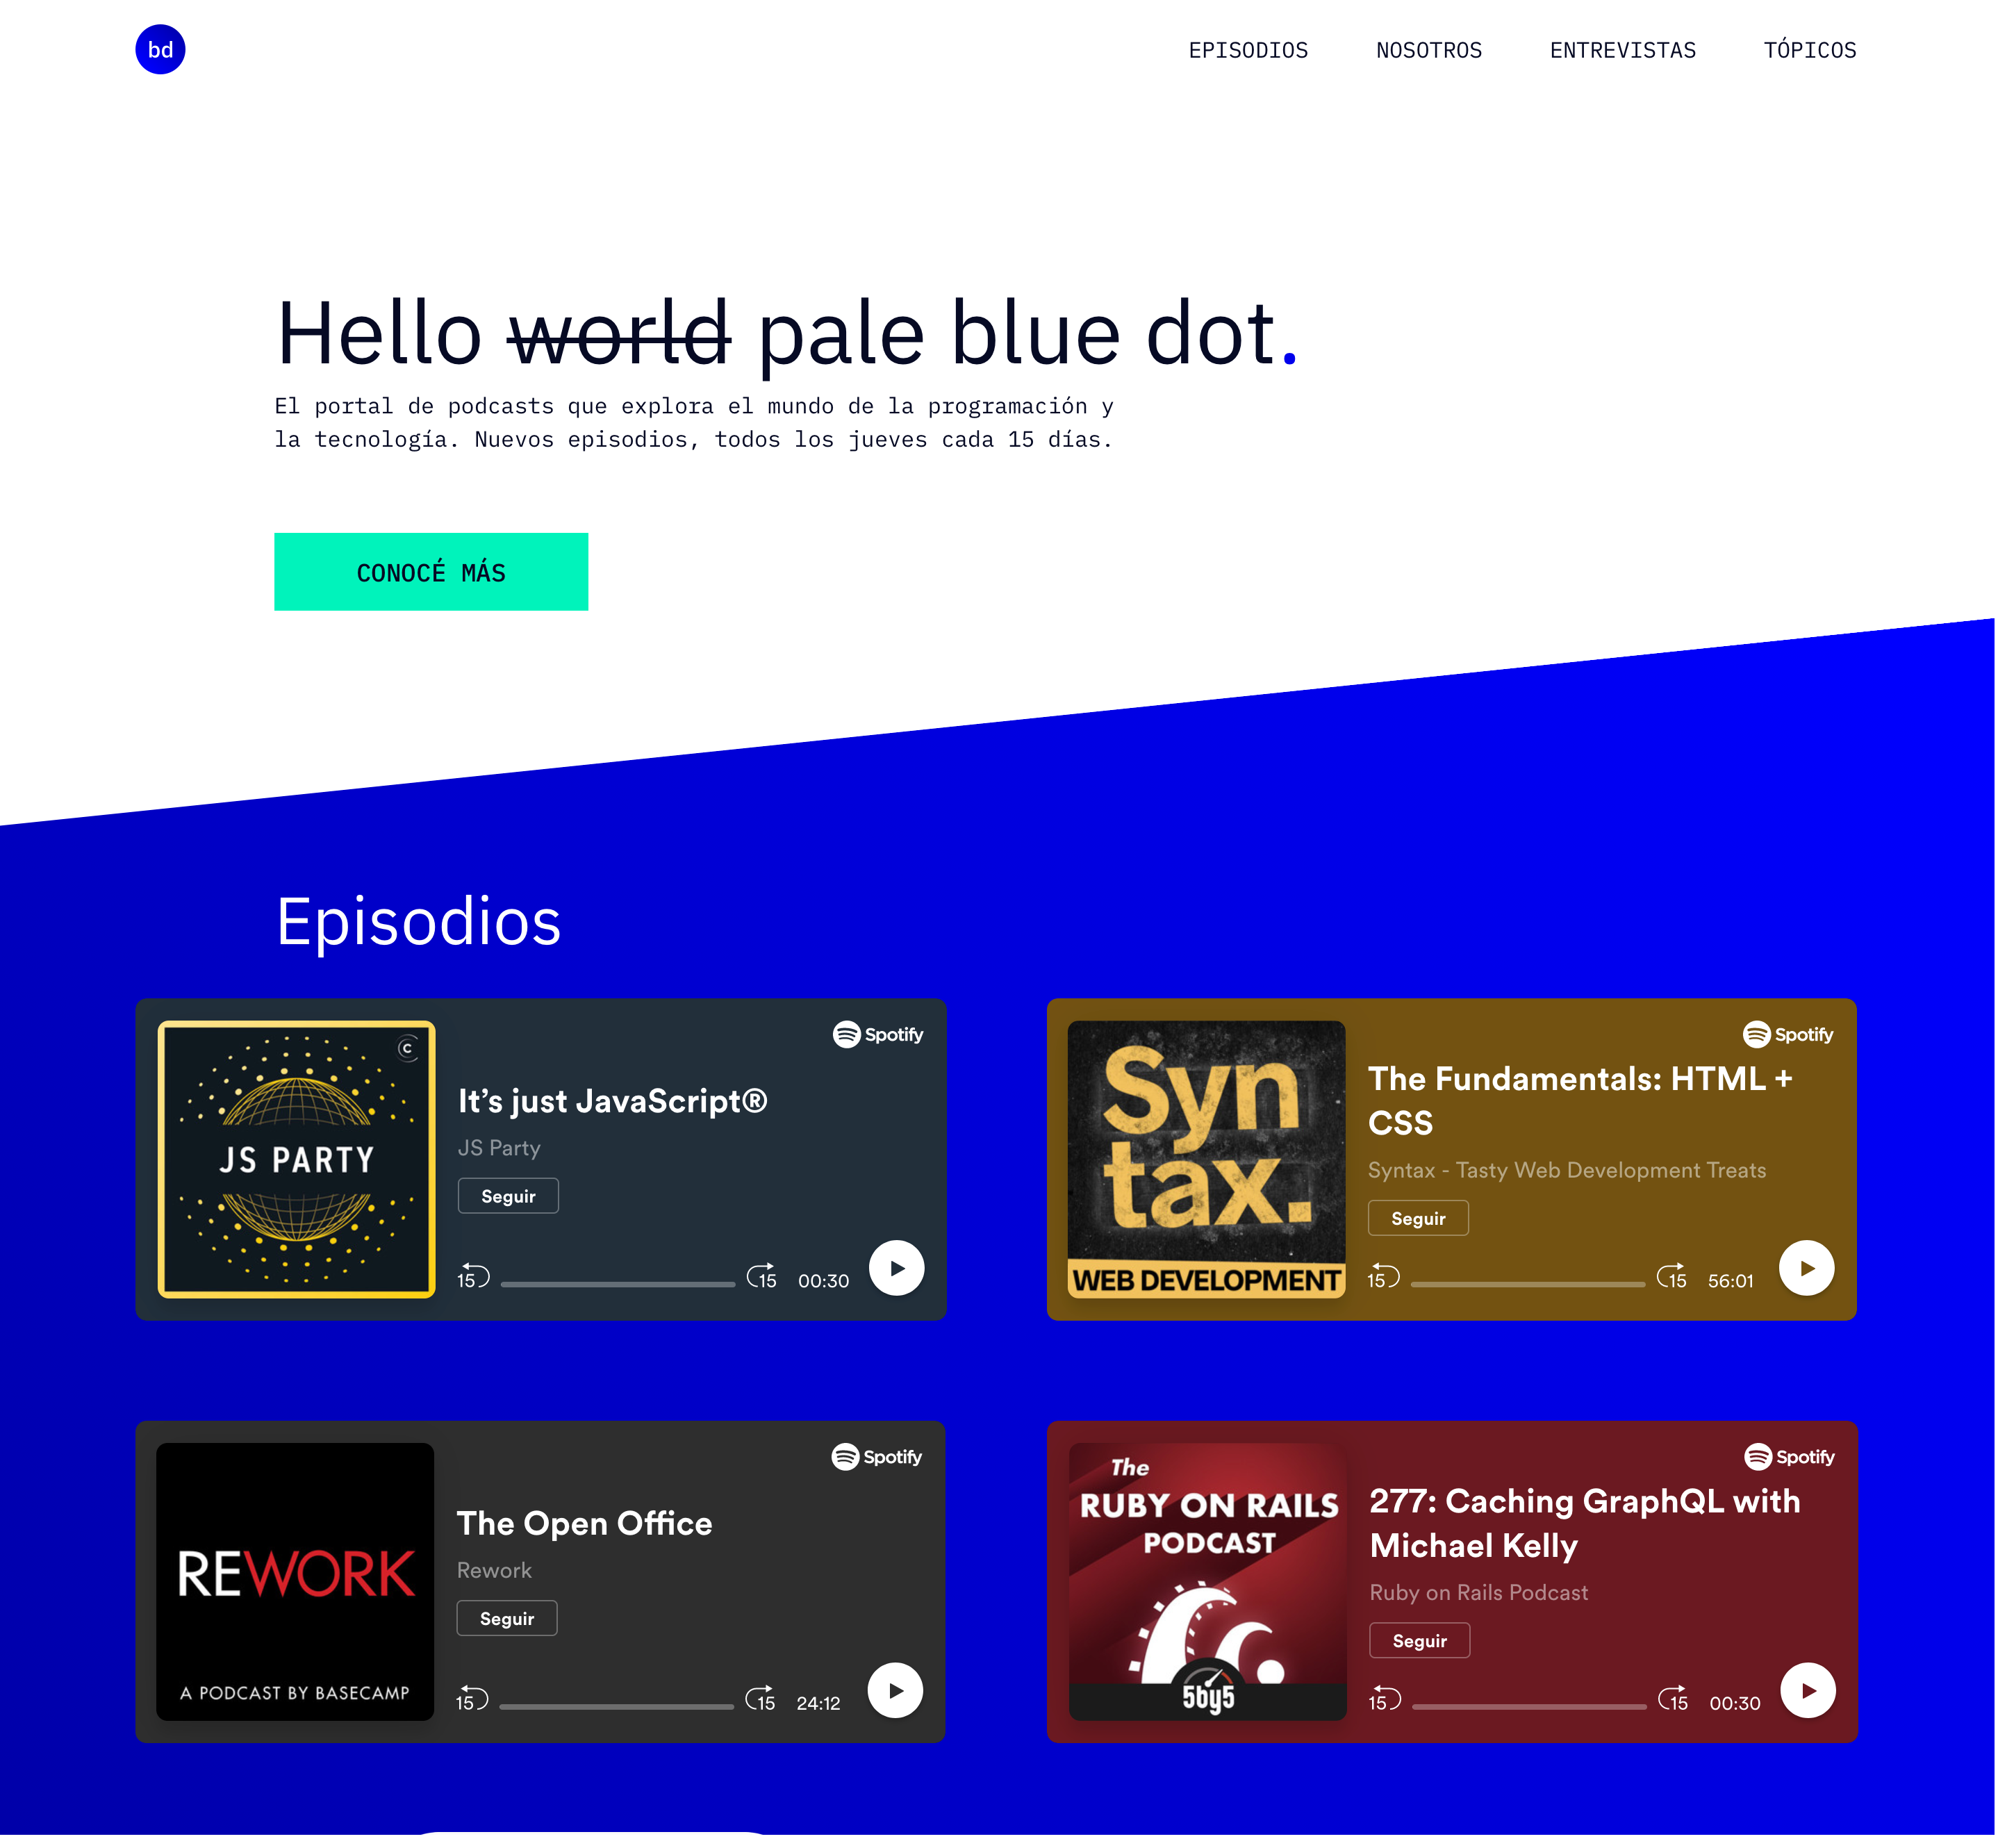 bd
EPISODIOS NOSOTROS ENTREVISTAS TÓPICOS
Hello world pale blue dot.
El portal de podcasts que explora el mundo de la programación y
la tecnología. Nuevos episodios, todos los jueves cada 15 días.
CONOCÉ MÁS
Episodios
C
JS PARTY
Spotify
It's just JavaScript®
JS Party
Seguir
15 15 00:30
Syn
tax.
WEB DEVELOPMENT
Spotify
The Fundamentals: HTML +
CSS
Syntax - Tasty Web Development Treats
Seguir
15 15 56:01
REWORK
A PODCAST BY BASECAMP
Spotify
The Open Office
Rework
Seguir
15 15 24:12
The
RUBY ON RAILS
PODCAST
5by5
Spotify
277: Caching GraphQL with
Michael Kelly
Ruby on Rails Podcast
Seguir
15 15 00:30